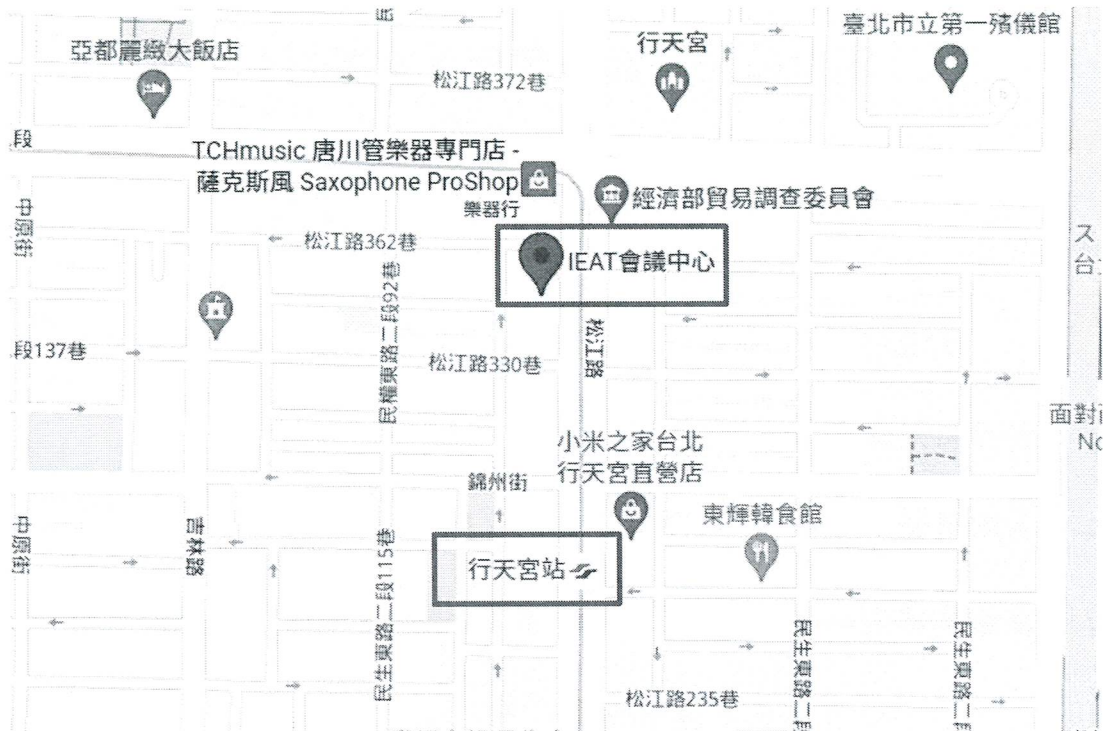 民
松江路
臺北市立第一殯儀館
行天宮
亞都麗緻大飯店
松江路372巷
段
TCHmusic 唐川管樂器專門店 -
薩克斯風 Saxophone ProShop
樂器行
經濟部貿易調查委員會
中原街
松江路362巷
IEAT會議中心
ス
台
民權東路二段92巷
松江路
段137巷
松江路330巷
面對
No
小米之家台北
行天宮直營店
錦州街
東輝韓食館
中原街
吉林路
民生東路二段115巷
行天宮站
民生東路二段
民生東路二段
松江路235巷